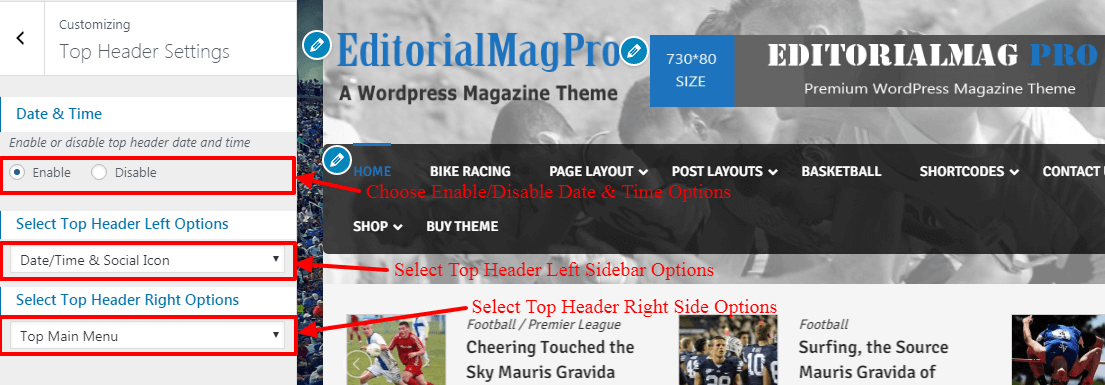 Customizing
Top Header Settings
Date & Time
Enable or disable top header date and time
Enable Disable
Select Top Header Left Options
Date/Time & Social Icon
Select Top Header Right Options
Top Main Menu
EditorialMagPro
A Wordpress Magazine Theme
730*80
SIZE
EDITORIALMAG PRO
Premium WordPress Magazine Theme
HOME BIKE RACING PAGE LAYOUT POST LAYOUTS BASKETBALL SHORTCODES CONTACT U
Choose Enable/Disable Date & Time Options
SHOP BUY THEME
Select Top Header Left Sidebar Options
Select Top Header Right Side Options
Football / Premier League
Cheering Touched the
Sky Mauris Gravida
Football
Surfing, the Source
Mauris Gravida of